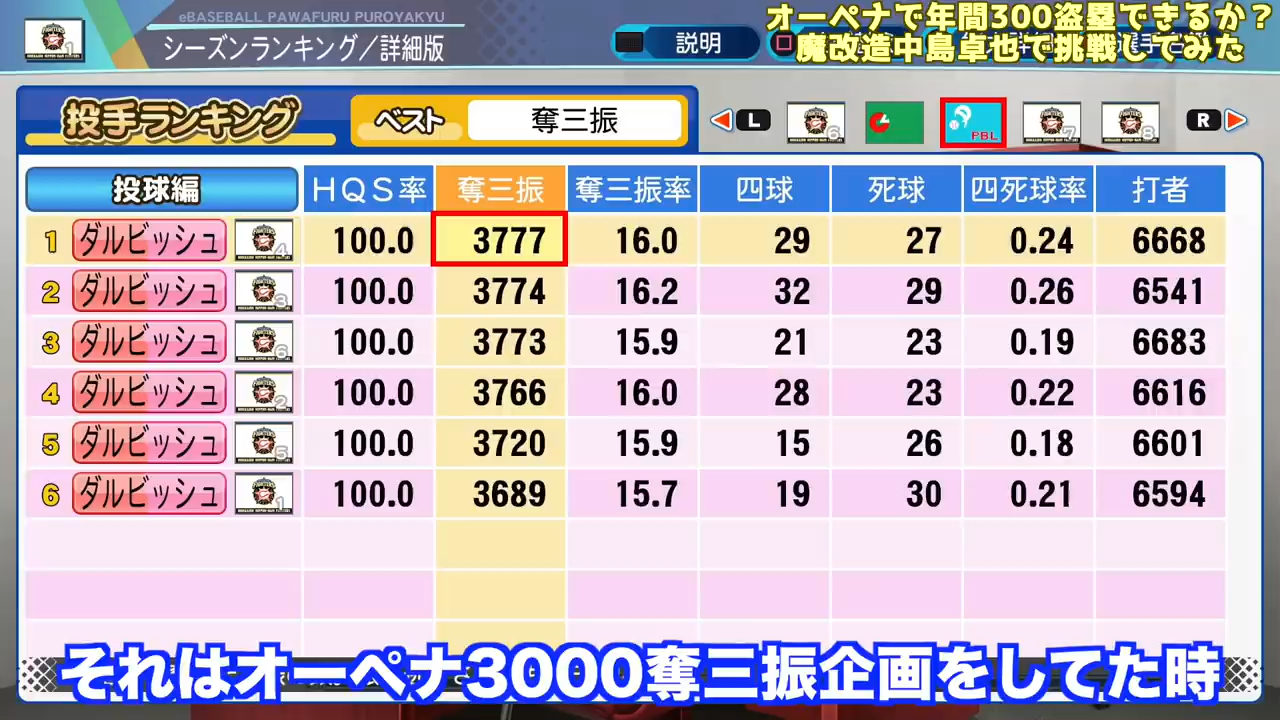 eBASEBALL PAWAFURU PUROYAKYU
シーズンランキング／詳細版
説明
オーペナで年間300盗塁できるか？
魔改造中島卓也で挑戦してみた
投手ランキング
ベスト 奪三振
L 6 PBL 7 8 R
投球編 HQS率 奪三振 奪三振率 四球 死球 四死球率 打者
1 ダルビッシュ 4 100.0 3777 16.0 29 27 0.24 6668
2 ダルビッシュ 3 100.0 3774 16.2 32 29 0.26 6541
3 ダルビッシュ 6 100.0 3773 15.9 21 23 0.19 6683
4 ダルビッシュ 2 100.0 3766 16.0 28 23 0.22 6616
5 ダルビッシュ 5 100.0 3720 15.9 15 26 0.18 6601
6 ダルビッシュ 1 100.0 3689 15.7 19 30 0.21 6594
それはオーペナ3000奪三振企画をしてた時